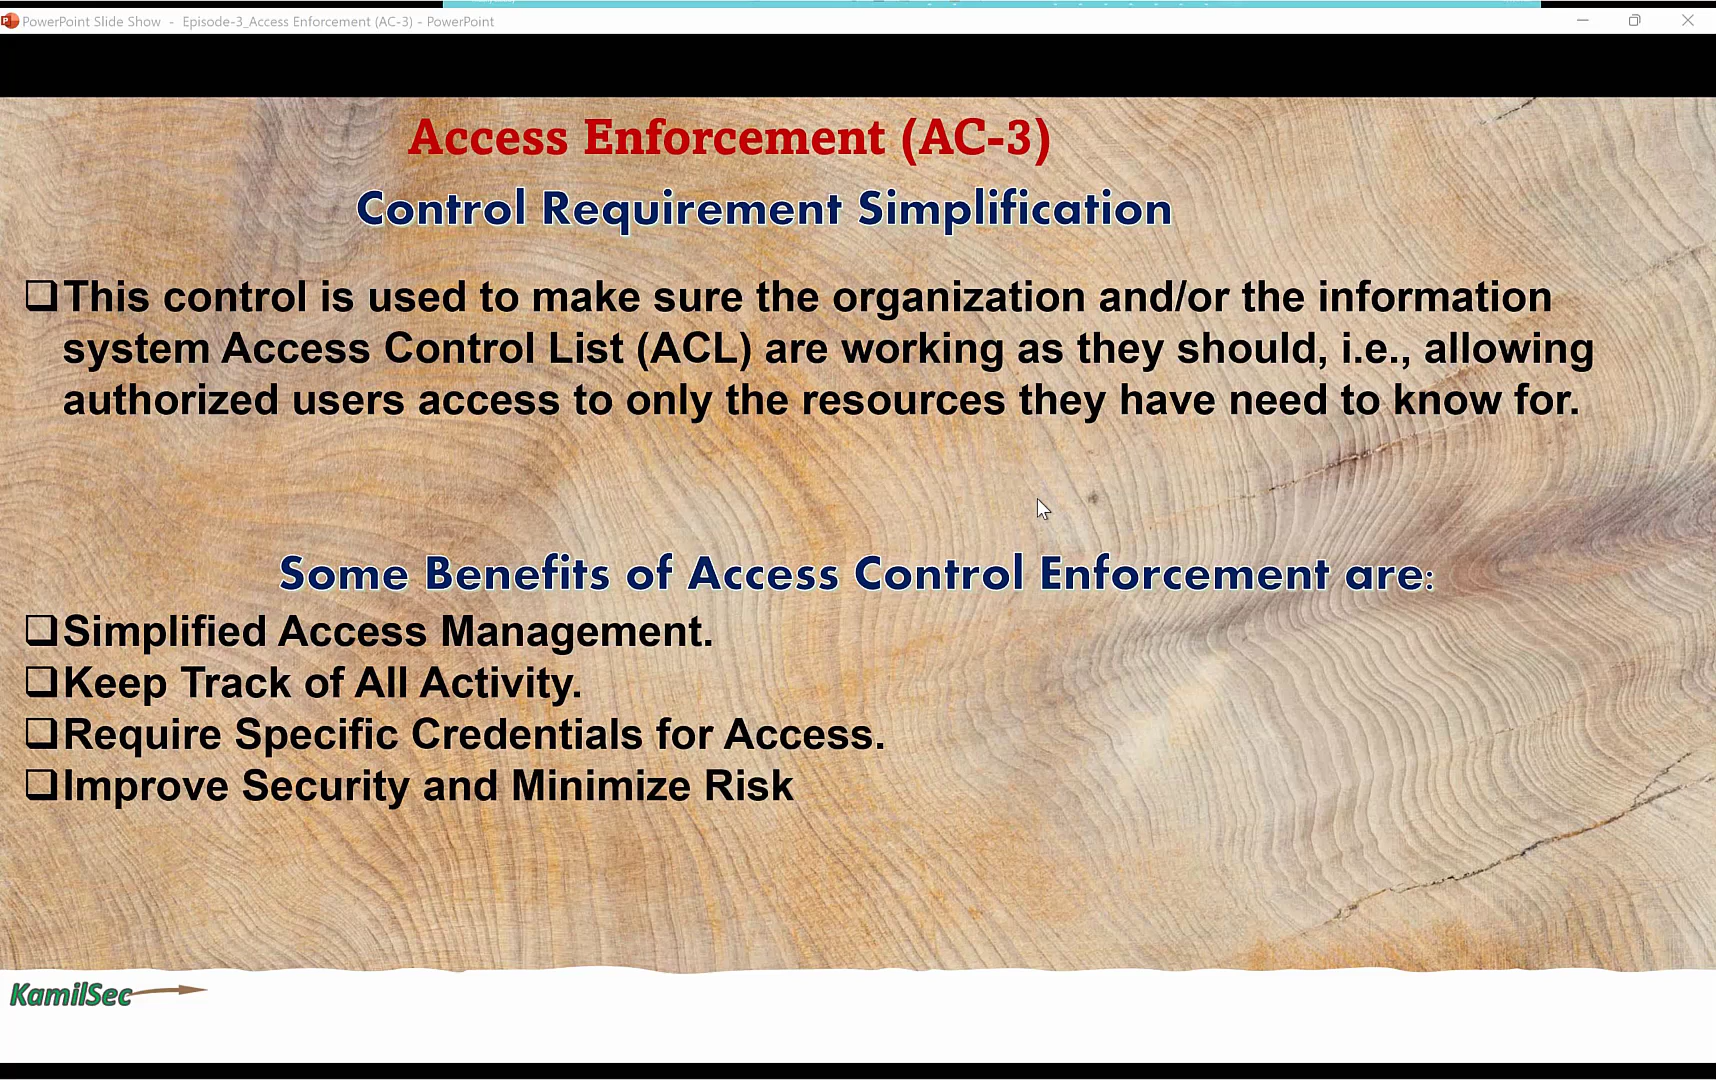 PowerPoint Slide Show - Episode-3_Access Enforcement (AC-3) - PowerPoint
Access Enforcement (AC-3)
Control Requirement Simplification
❑This control is used to make sure the organization and/or the information
system Access Control List (ACL) are working as they should, i.e., allowing
authorized users access to only the resources they have need to know for.
Some Benefits of Access Control Enforcement are:
❑Simplified Access Management.
❑Keep Track of All Activity.
❑Require Specific Credentials for Access.
❑Improve Security and Minimize Risk
KamilSec